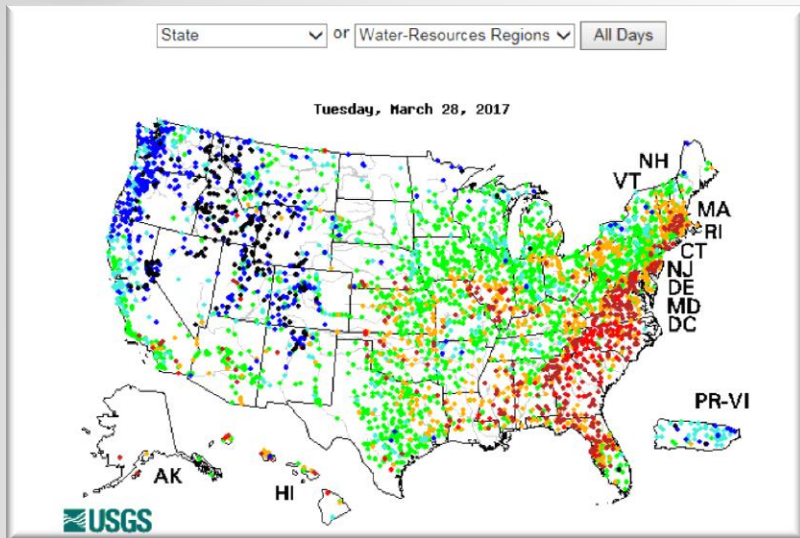 State or Water-Resources Regions All Days
Tuesday, March 28, 2017
NH
VT
MA
RI
CT
NJ
DE
MD
DC
PR-VI
AK
HI
USGS